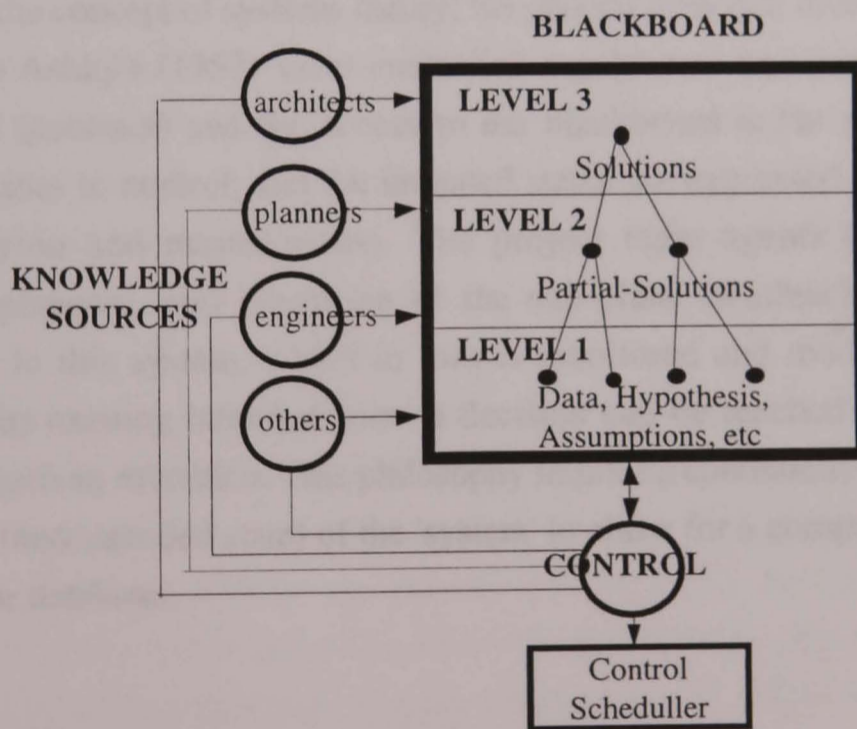 BLACKBOARD
architects
LEVEL 3
Solutions
planners
LEVEL 2
KNOWLEDGE
SOURCES
engineers
Partial-Solutions
LEVEL 1
others
Data, Hypothesis,
Assumptions, etc
CONTROL
Control
Scheduller